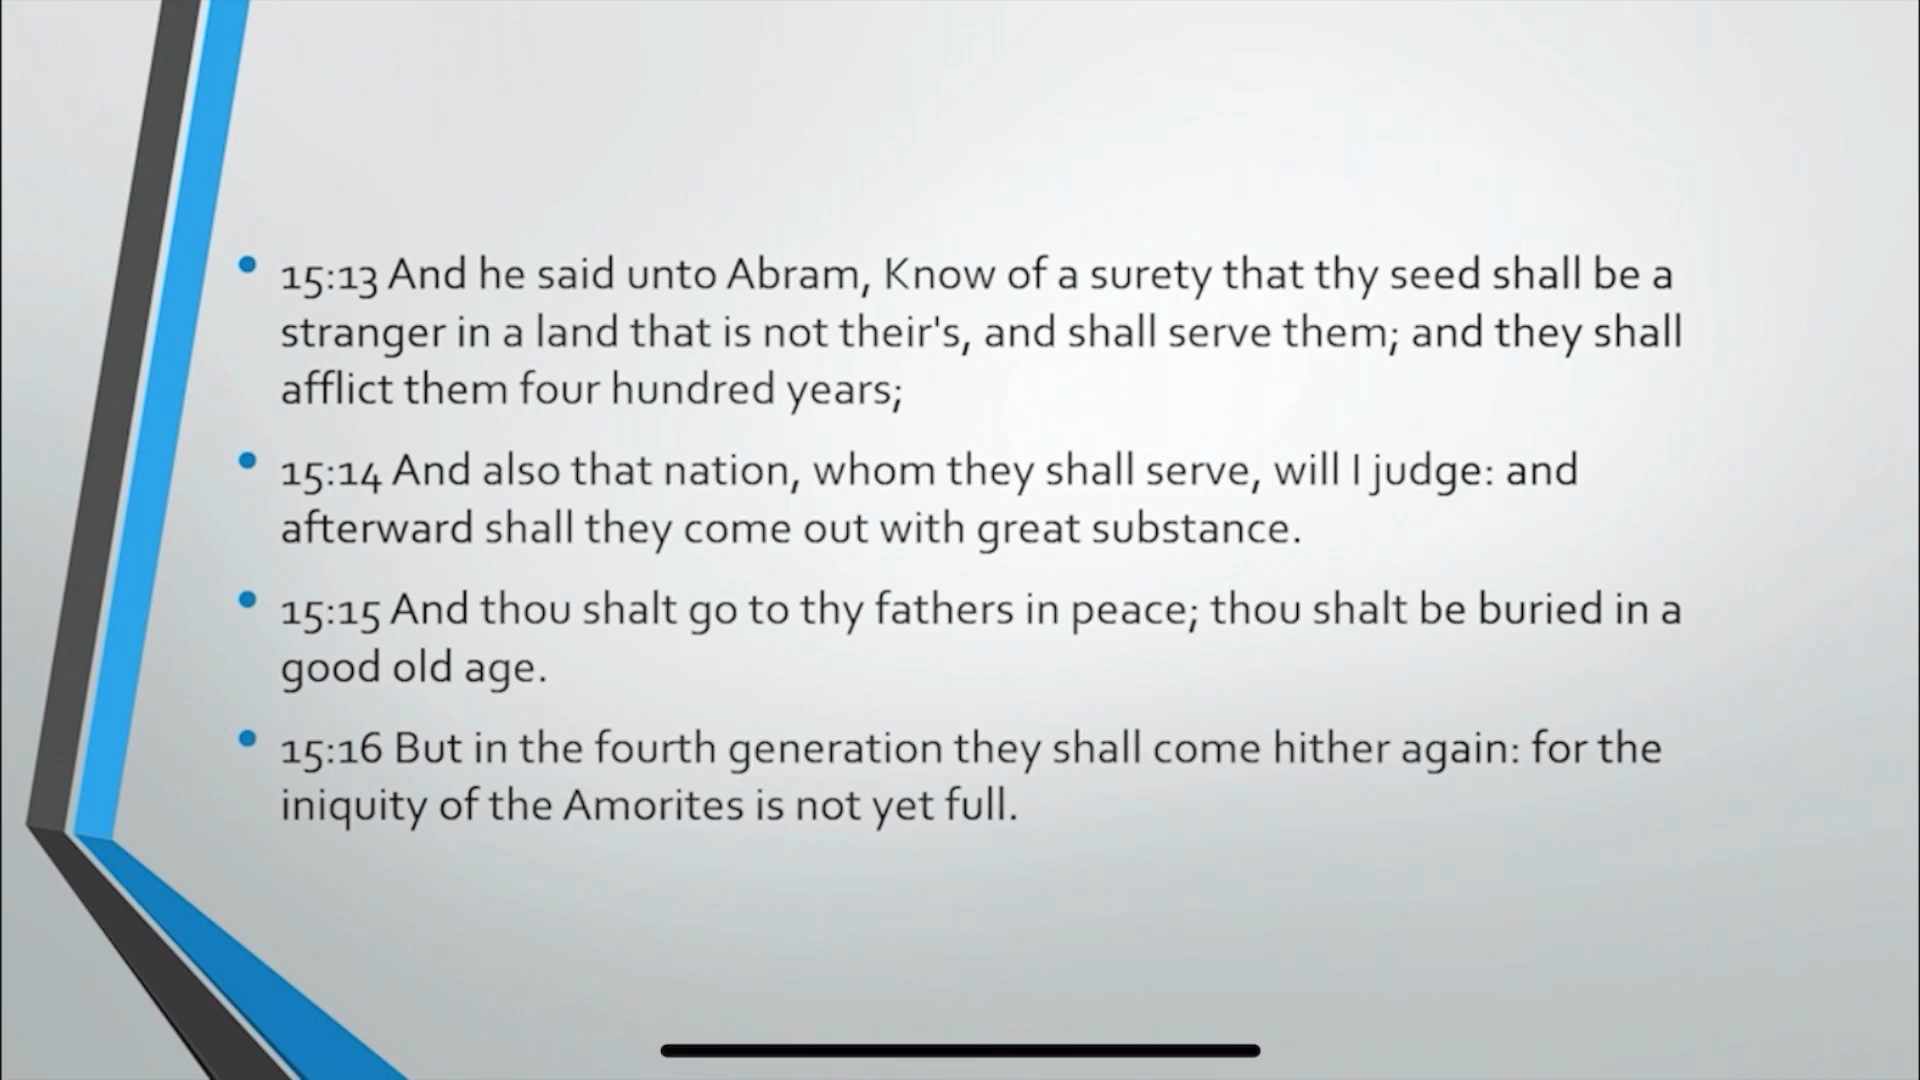 • 15:13 And he said unto Abram, Know of a surety that thy seed shall be a
stranger in a land that is not their's, and shall serve them; and they shall
afflict them four hundred years;
• 15:14 And also that nation, whom they shall serve, will I judge: and
afterward shall they come out with great substance.
• 15:15 And thou shalt go to thy fathers in peace; thou shalt be buried in a
good old age.
• 15:16 But in the fourth generation they shall come hither again: for the
iniquity of the Amorites is not yet full.